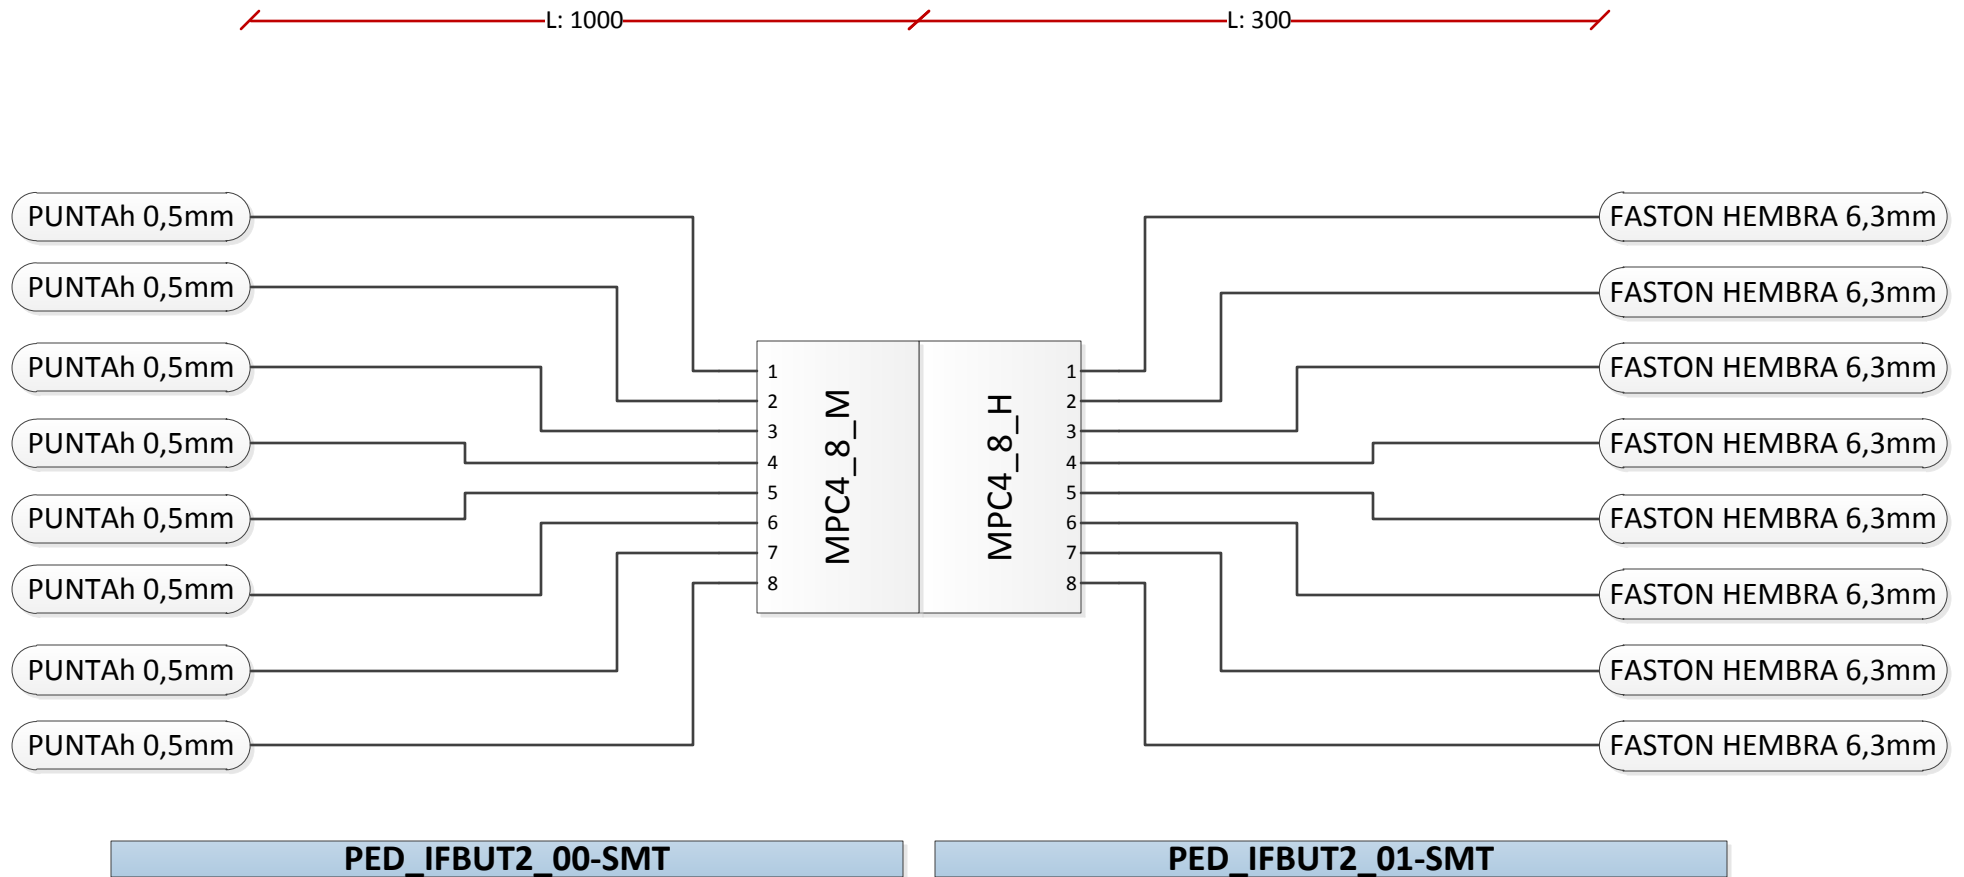 L: 1000
L: 300
PUNTAh 0,5mm
PUNTAh 0,5mm
PUNTAh 0,5mm
PUNTAh 0,5mm
PUNTAh 0,5mm
PUNTAh 0,5mm
PUNTAh 0,5mm
PUNTAh 0,5mm
1
2
3
4
5
6
7
8
MPC4_8_M
MPC4_8_H
1
2
3
4
5
6
7
8
FASTON HEMBRA 6,3mm
FASTON HEMBRA 6,3mm
FASTON HEMBRA 6,3mm
FASTON HEMBRA 6,3mm
FASTON HEMBRA 6,3mm
FASTON HEMBRA 6,3mm
FASTON HEMBRA 6,3mm
FASTON HEMBRA 6,3mm
PED_IFBUT2_00-SMT
PED_IFBUT2_01-SMT